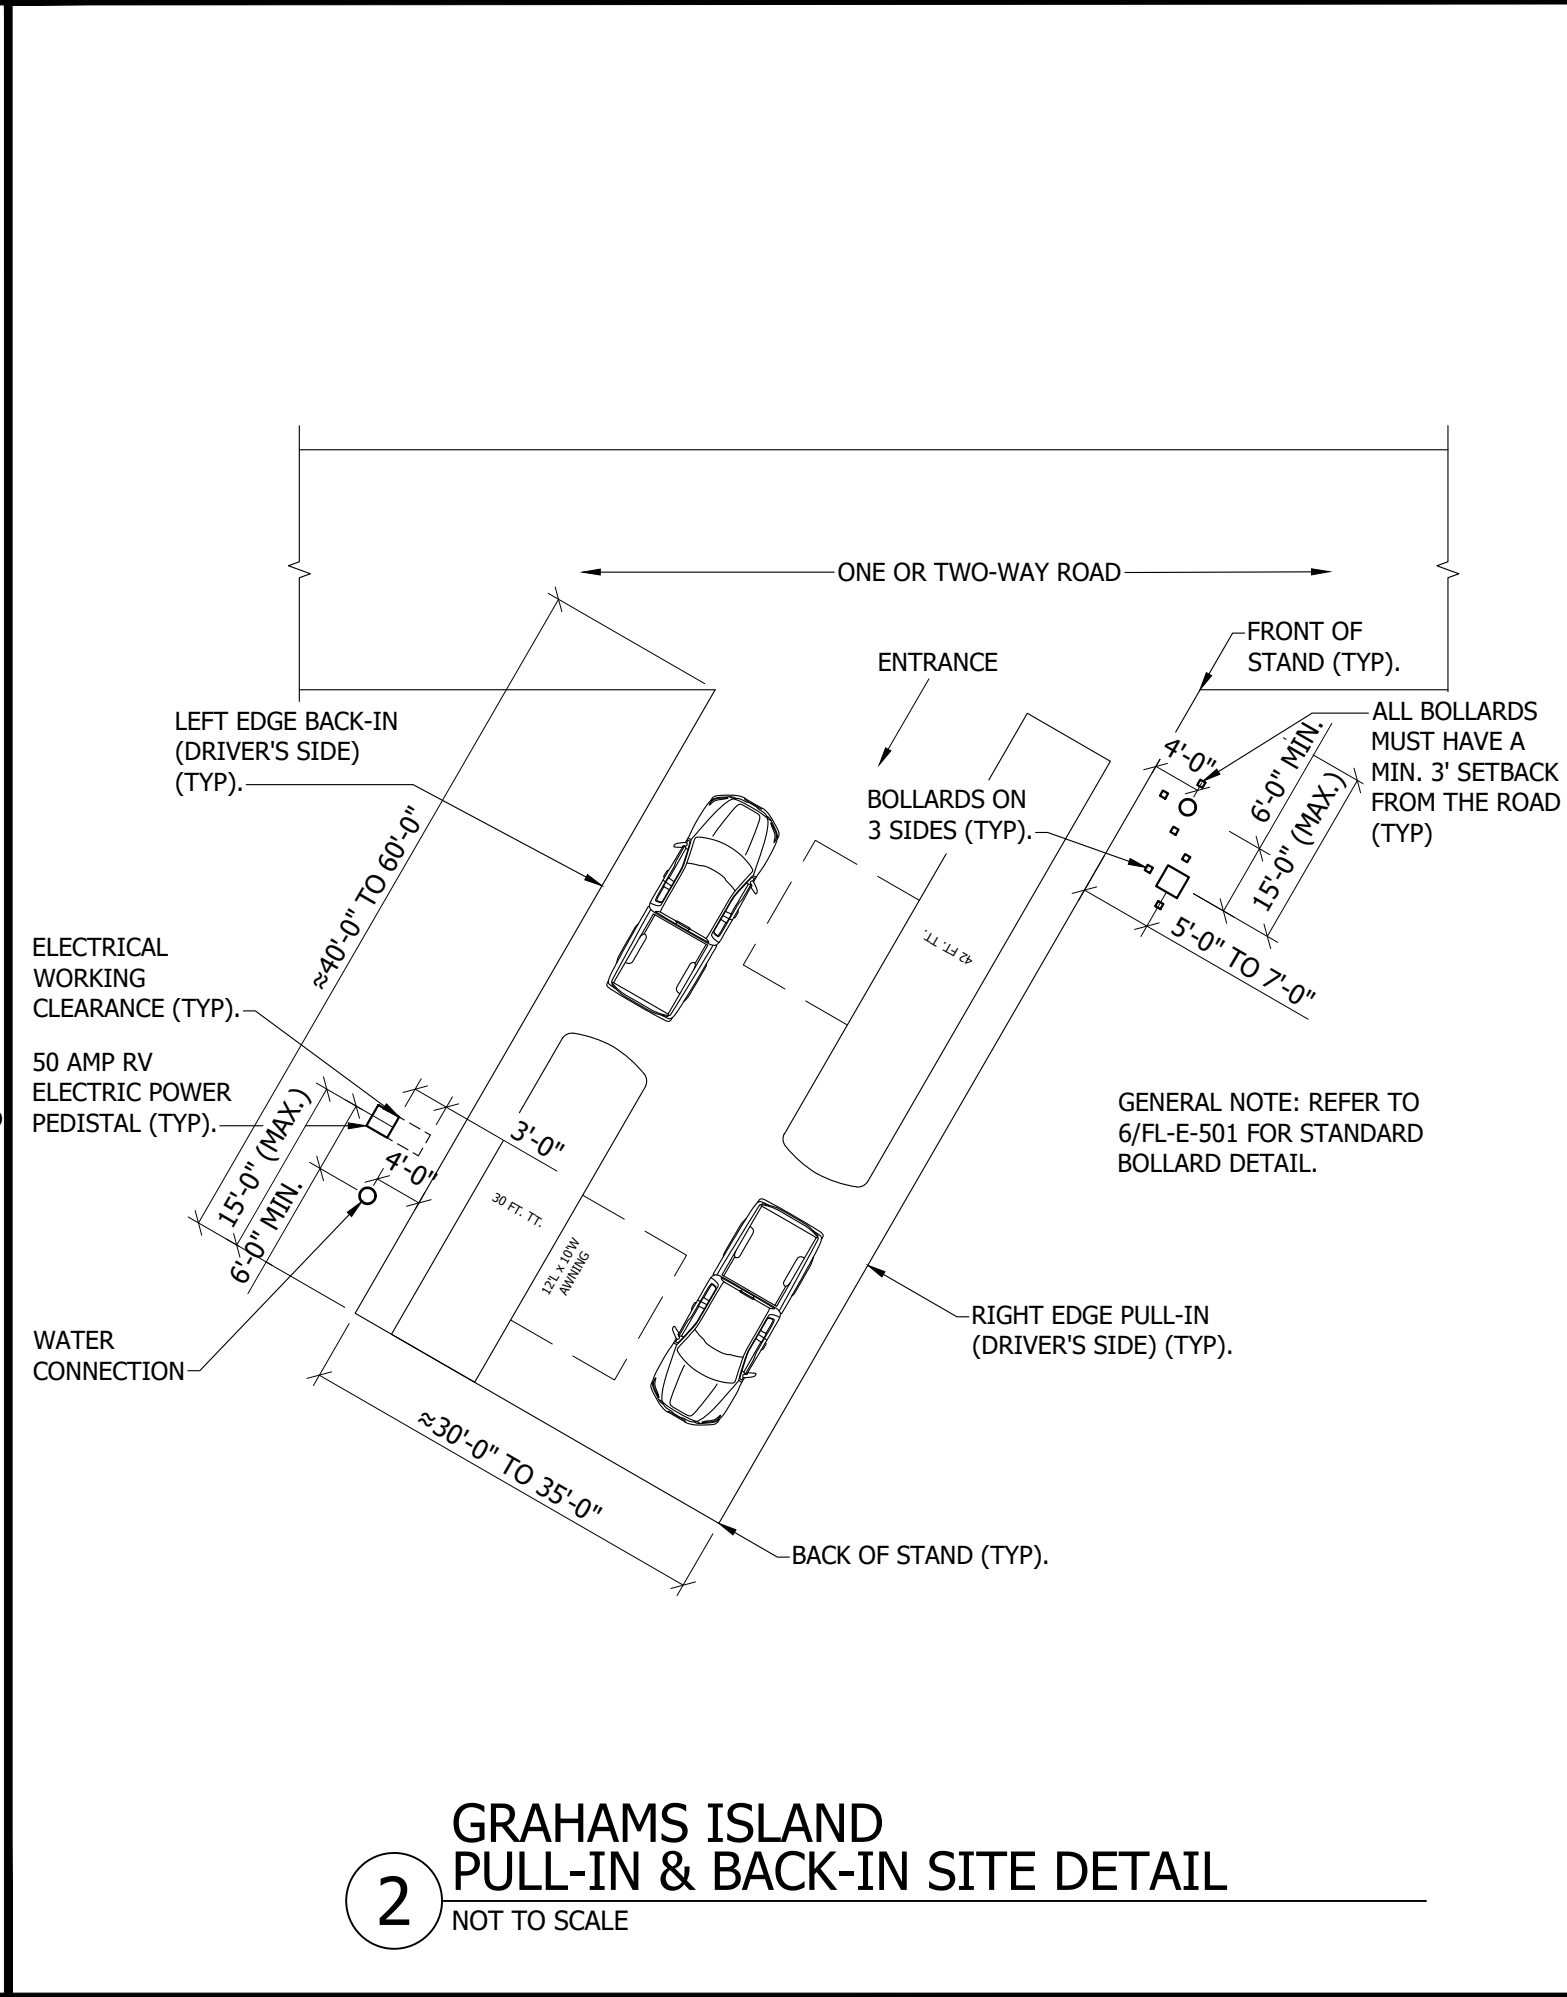 ONE OR TWO-WAY ROAD
FRONT OF
STAND (TYP).
ENTRANCE
LEFT EDGE BACK-IN
(DRIVER'S SIDE)
(TYP).
ALL BOLLARDS
MUST HAVE A
MIN. 3' SETBACK
FROM THE ROAD
(TYP)
4'-0"
6'-0" MIN.
15'-0" (MAX.)
BOLLARDS ON
3 SIDES (TYP).
≈40'-0" TO 60'-0"
42 FT. TT.
5'-0" TO 7'-0"
ELECTRICAL
WORKING
CLEARANCE (TYP).
50 AMP RV
ELECTRIC POWER
PEDISTAL (TYP).
15'-0" (MAX.)
6'-0" MIN.
4'-0"
3'-0"
30 FT. TT.
12'L x 10'W
AWNING
GENERAL NOTE: REFER TO
6/FL-E-501 FOR STANDARD
BOLLARD DETAIL.
WATER
CONNECTION
RIGHT EDGE PULL-IN
(DRIVER'S SIDE) (TYP).
≈30'-0" TO 35'-0"
BACK OF STAND (TYP).
GRAHAMS ISLAND
PULL-IN & BACK-IN SITE DETAIL
2
NOT TO SCALE